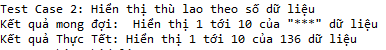 Test Case 2: Hiển thị thù lao theo số dữ liệu
Kết quả mong đợi:  Hiển thị 1 tới 10 của "***" dữ liệu
Kết quả Thực Tết: Hiển thị 1 tới 10 của 136 dữ liệu